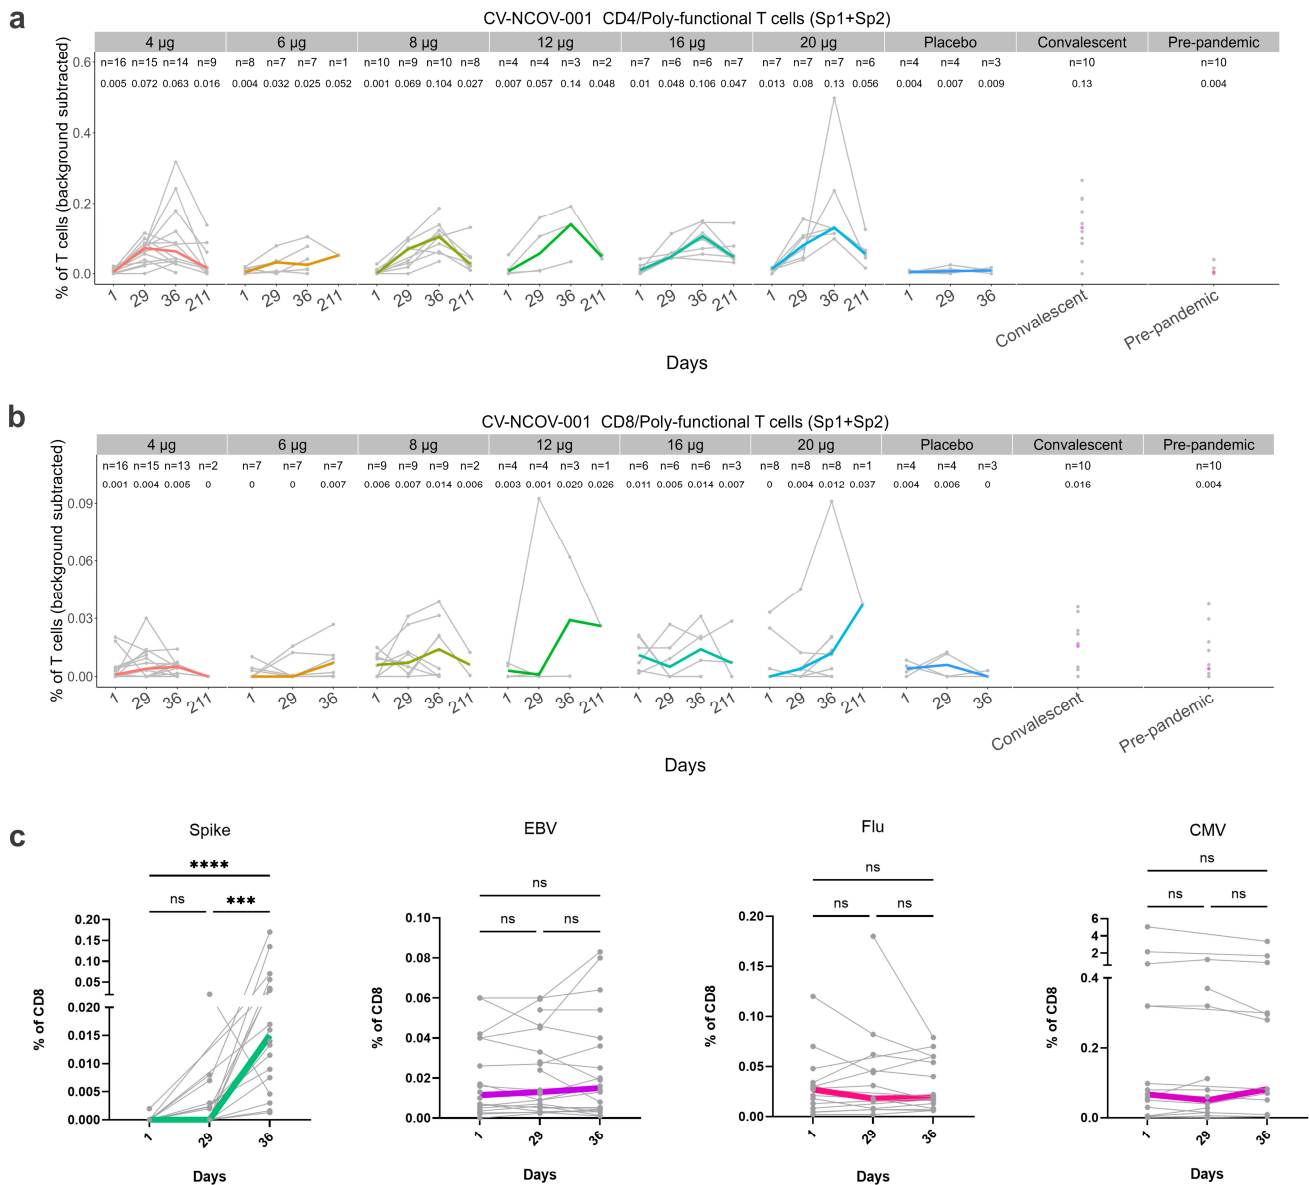 a
CV-NCOV-001 CD4/Poly-functional T cells (Sp1+Sp2)
4 µg 6 µg 8 µg 12 µg 16 µg 20 µg Placebo Convalescent Pre-pandemic
n=16 n=15 n=14 n=9 n=8 n=7 n=7 n=1 n=10 n=9 n=10 n=8 n=4 n=4 n=3 n=2 n=7 n=6 n=6 n=7 n=7 n=7 n=7 n=6 n=4 n=4 n=3 n=10 n=10
0.005 0.072 0.063 0.016 0.004 0.032 0.025 0.052 0.001 0.069 0.104 0.027 0.007 0.057 0.14 0.048 0.01 0.048 0.106 0.047 0.013 0.08 0.13 0.056 0.004 0.007 0.009 0.13 0.004
% of T cells (background subtracted)
0.6
0.4
0.2
0.0
1 29 36 211 1 29 36 211 1 29 36 211 1 29 36 211 1 29 36 211 1 29 36 211 1 29 36 Convalescent Pre-pandemic
Days
b
CV-NCOV-001 CD8/Poly-functional T cells (Sp1+Sp2)
4 µg 6 µg 8 µg 12 µg 16 µg 20 µg Placebo Convalescent Pre-pandemic
n=16 n=15 n=13 n=2 n=7 n=7 n=7 n=9 n=9 n=9 n=2 n=4 n=4 n=3 n=1 n=6 n=6 n=6 n=3 n=8 n=8 n=8 n=1 n=4 n=4 n=3 n=10 n=10
0.001 0.004 0.005 0 0 0 0.007 0.006 0.007 0.014 0.006 0.003 0.001 0.029 0.026 0.011 0.005 0.014 0.007 0 0.004 0.012 0.037 0.004 0.006 0 0.016 0.004
% of T cells (background subtracted)
0.09
0.06
0.03
0.00
1 29 36 211 1 29 36 1 29 36 211 1 29 36 211 1 29 36 211 1 29 36 211 1 29 36 Convalescent Pre-pandemic
Days
c
Spike
****
ns ***
% of CD8
0.20
0.15
0.10
0.05
0.020
0.015
0.010
0.005
0.000
1 29 36
Days
EBV
ns
ns ns
% of CD8
0.10
0.08
0.06
0.04
0.02
0.00
1 29 36
Days
Flu
ns
ns ns
% of CD8
0.20
0.15
0.10
0.05
0.00
1 29 36
Days
CMV
ns
ns ns
% of CD8
6
4
2
0.4
0.2
0.0
1 29 36
Days